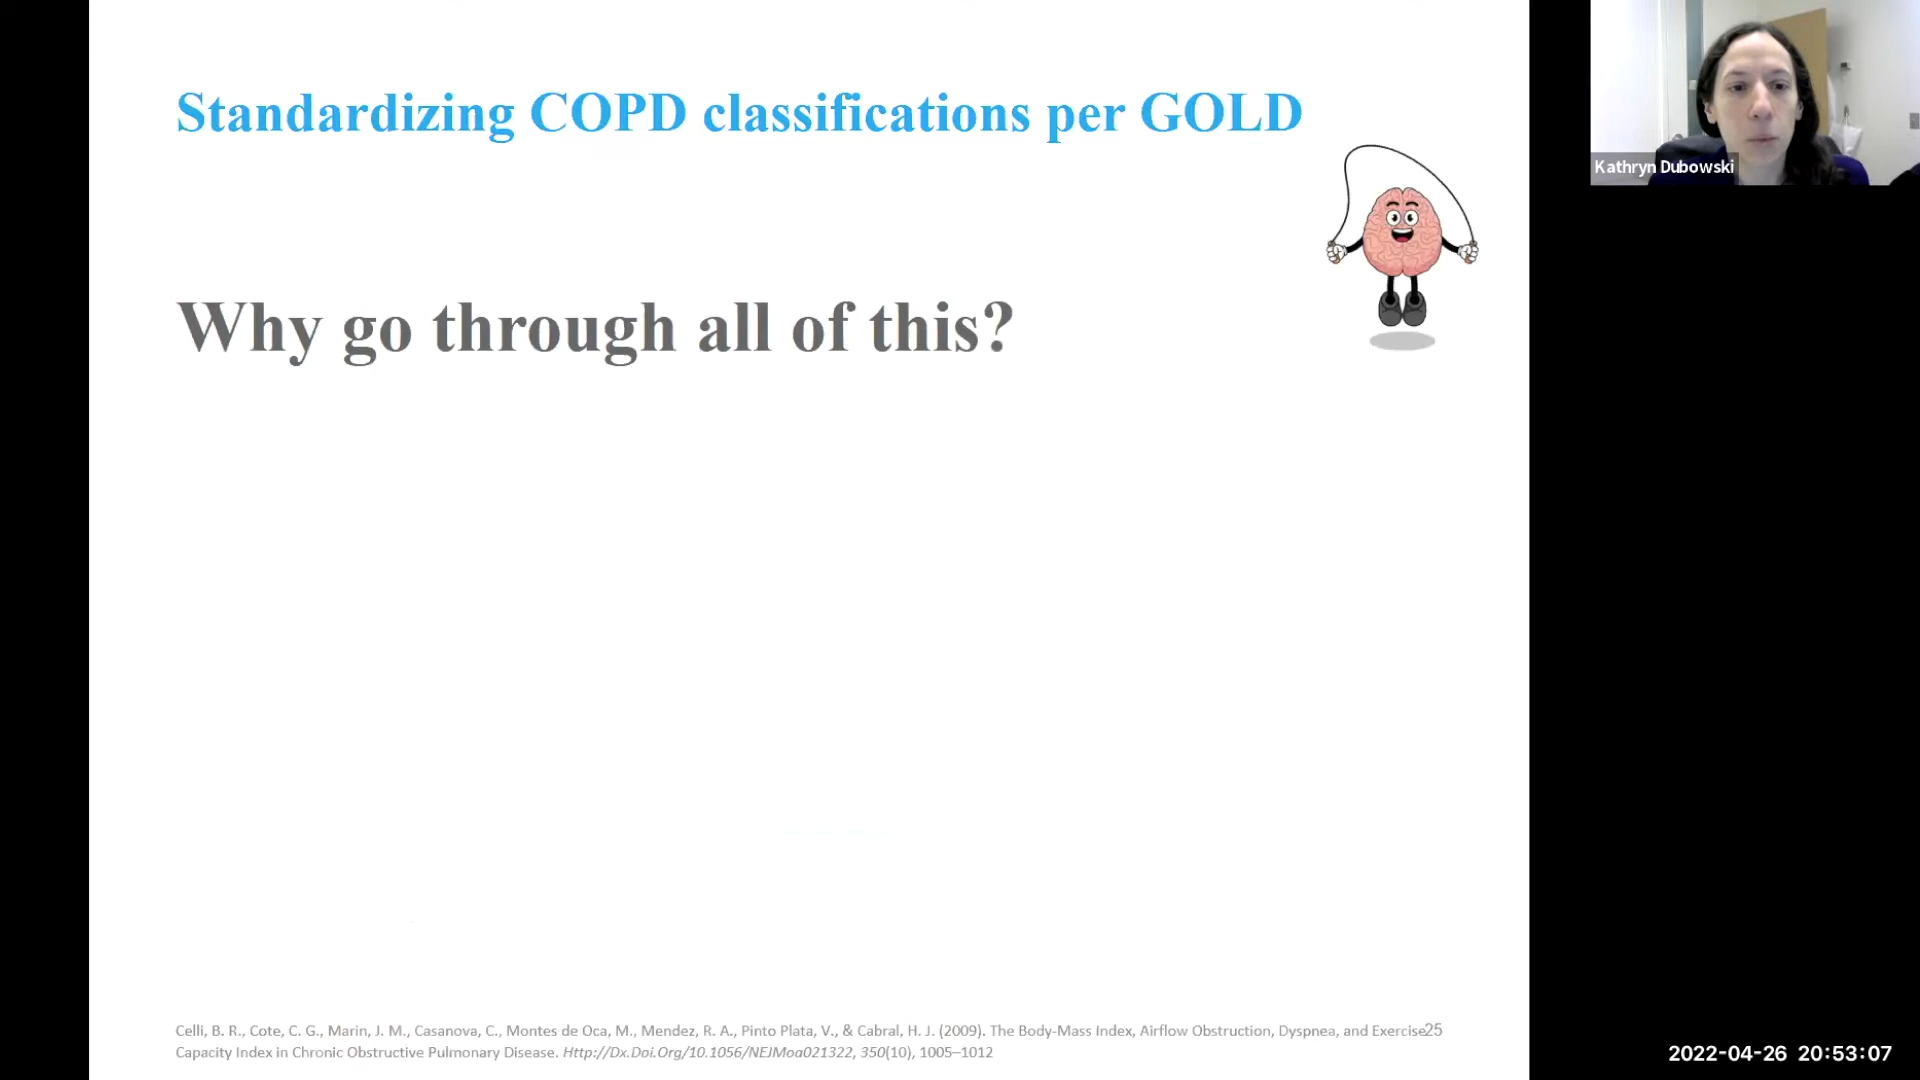 Standardizing COPD classifications per GOLD
Kathryn Dubowski
Why go through all of this?
Celli, B. R., Cote, C. G., Marin, J. M., Casanova, C., Montes de Oca, M., Mendez, R. A., Pinto Plata, V., & Cabral, H. J. (2009). The Body-Mass Index, Airflow Obstruction, Dyspnea, and Exercise
Capacity Index in Chronic Obstructive Pulmonary Disease. Http://Dx.Doi.Org/10.1056/NEJMoa021322, 350(10), 1005–1012
25
2022-04-26 20:53:07